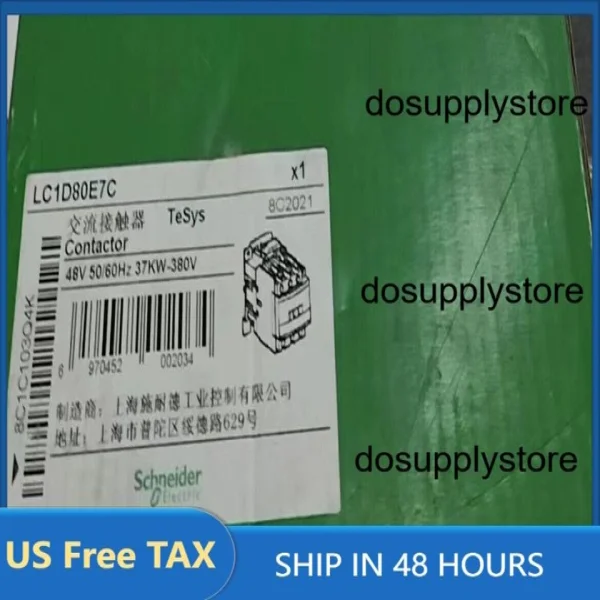 dosupplystore
LC1D80E7C x1
交流接触器 TeSys 8C2021
Contactor
48V 50/60Hz 37KW-380V
8C1C103Q4K
6 970452 002034
制造商：上海施耐德工业控制有限公司
地址：上海市普陀区绥德路629号
Schneider
Electric
dosupplystore
dosupplystore
US Free TAX
SHIP IN 48 HOURS